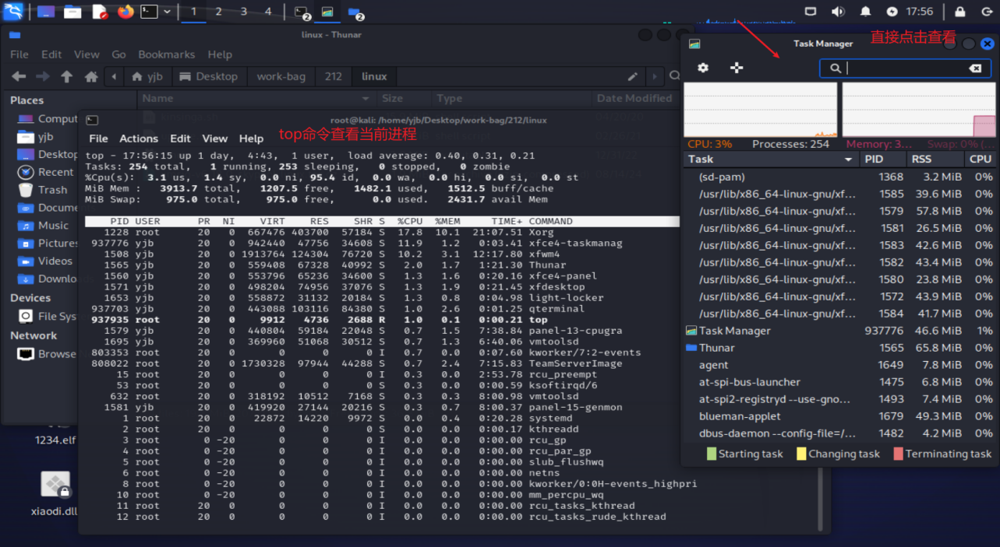 1 2 3 4 2 2 17:56
linux - Thunar
File Edit View Go Bookmarks Help
yjb Desktop work-bag 212 linux
Places
Comput
yjb
Desktop
Recent
Trash
Docume
Music
Pictures
Videos
Downlo
Devices
File Sys
Network
Browse
Name Size Type Date Modified
1234.elf
xiaodi.dll
root@kali: /home/yjb/Desktop/work-bag/212/linux
File Actions Edit View Help
top命令查看当前进程
top - 17:56:15 up 1 day, 4:43, 1 user, load average: 0.40, 0.31, 0.21
Tasks: 254 total, 1 running, 253 sleeping, 0 stopped, 0 zombie
%Cpu(s): 3.1 us, 1.4 sy, 0.0 ni, 95.4 id, 0.0 wa, 0.0 hi, 0.0 si, 0.0 st
MiB Mem : 3913.7 total, 1207.5 free, 1482.1 used, 1512.5 buff/cache
MiB Swap: 975.0 total, 975.0 free, 0.0 used. 2431.7 avail Mem
PID USER PR NI VIRT RES SHR S %CPU %MEM TIME+ COMMAND
1228 root 20 0 667476 403700 57184 S 17.8 10.1 21:07.51 Xorg
937776 yjb 20 0 942440 47756 34608 S 11.9 1.2 0:03.41 xfce4-taskmanag
1508 yjb 20 0 1913764 124304 76720 S 10.2 3.1 12:17.80 xfwm4
1565 yjb 20 0 559408 67328 40992 S 2.0 1.7 1:21.30 Thunar
1560 yjb 20 0 553796 65236 34600 S 1.3 1.6 0:20.16 xfce4-panel
1571 yjb 20 0 498204 74956 37076 S 1.3 1.9 0:21.45 xfdesktop
1653 yjb 20 0 558872 31132 20184 S 1.3 0.8 0:04.98 light-locker
937703 yjb 20 0 443088 103116 84380 S 1.0 2.6 0:01.25 qterminal
937935 root 20 0 9912 4736 2688 R 1.0 0.1 0:00.21 top
1579 yjb 20 0 440804 59184 22048 S 0.7 1.5 7:38.84 panel-13-cpugra
1695 yjb 20 0 369960 51068 30512 S 0.7 1.3 6:40.06 vmtoolsd
803353 root 20 0 0 0 0 I 0.7 0.0 0:07.60 kworker/7:2-events
808022 root 20 0 1730328 97944 44288 S 0.7 2.4 7:15.83 TeamServerImage
15 root 20 0 0 0 0 I 0.3 0.0 2:53.78 rcu_preempt
53 root 20 0 0 0 0 S 0.3 0.0 0:00.59 ksoftirqd/6
632 root 20 0 318192 10512 7168 S 0.3 0.3 8:00.98 vmtoolsd
1581 yjb 20 0 419920 27144 20216 S 0.3 0.7 8:00.37 panel-15-genmon
1 root 20 0 22872 14220 9972 S 0.0 0.4 0:20.28 systemd
2 root 20 0 0 0 0 S 0.0 0.0 0:00.17 kthreadd
3 root 0 -20 0 0 0 I 0.0 0.0 0:00.00 rcu_gp
4 root 0 -20 0 0 0 I 0.0 0.0 0:00.00 rcu_par_gp
5 root 0 -20 0 0 0 I 0.0 0.0 0:00.00 slub_flushwq
6 root 0 -20 0 0 0 I 0.0 0.0 0:00.00 netns
8 root 0 -20 0 0 0 I 0.0 0.0 0:00.00 kworker/0:0H-events_highpri
10 root 0 -20 0 0 0 I 0.0 0.0 0:00.00 mm_percpu_wq
11 root 20 0 0 0 0 I 0.0 0.0 0:00.00 rcu_tasks_kthread
12 root 20 0 0 0 0 I 0.0 0.0 0:00.00 rcu_tasks_rude_kthread
Task Manager
直接点击查看
CPU: 3% Processes: 254 Memory: 3... Swap: 0% (...
Task PID RSS CPU
(sd-pam) 1368 3.2 MiB 0%
/usr/lib/x86_64-linux-gnu/xf... 1585 39.6 MiB 0%
/usr/lib/x86_64-linux-gnu/xf... 1579 57.8 MiB 0%
/usr/lib/x86_64-linux-gnu/xf... 1581 26.5 MiB 0%
/usr/lib/x86_64-linux-gnu/xf... 1583 42.6 MiB 0%
/usr/lib/x86_64-linux-gnu/xf... 1582 43.4 MiB 0%
/usr/lib/x86_64-linux-gnu/xf... 1580 23.8 MiB 0%
/usr/lib/x86_64-linux-gnu/xf... 1572 43.9 MiB 0%
/usr/lib/x86_64-linux-gnu/xf... 1584 41.7 MiB 0%
Task Manager 937776 46.6 MiB 1%
Thunar 1565 65.8 MiB 0%
agent 1649 7.8 MiB 0%
at-spi-bus-launcher 1475 6.8 MiB 0%
at-spi2-registryd --use-gno... 1493 7.4 MiB 0%
blueman-applet 1679 49.3 MiB 0%
dbus-daemon --config-file=/... 1482 4.2 MiB 0%
Starting task Changing task Terminating task